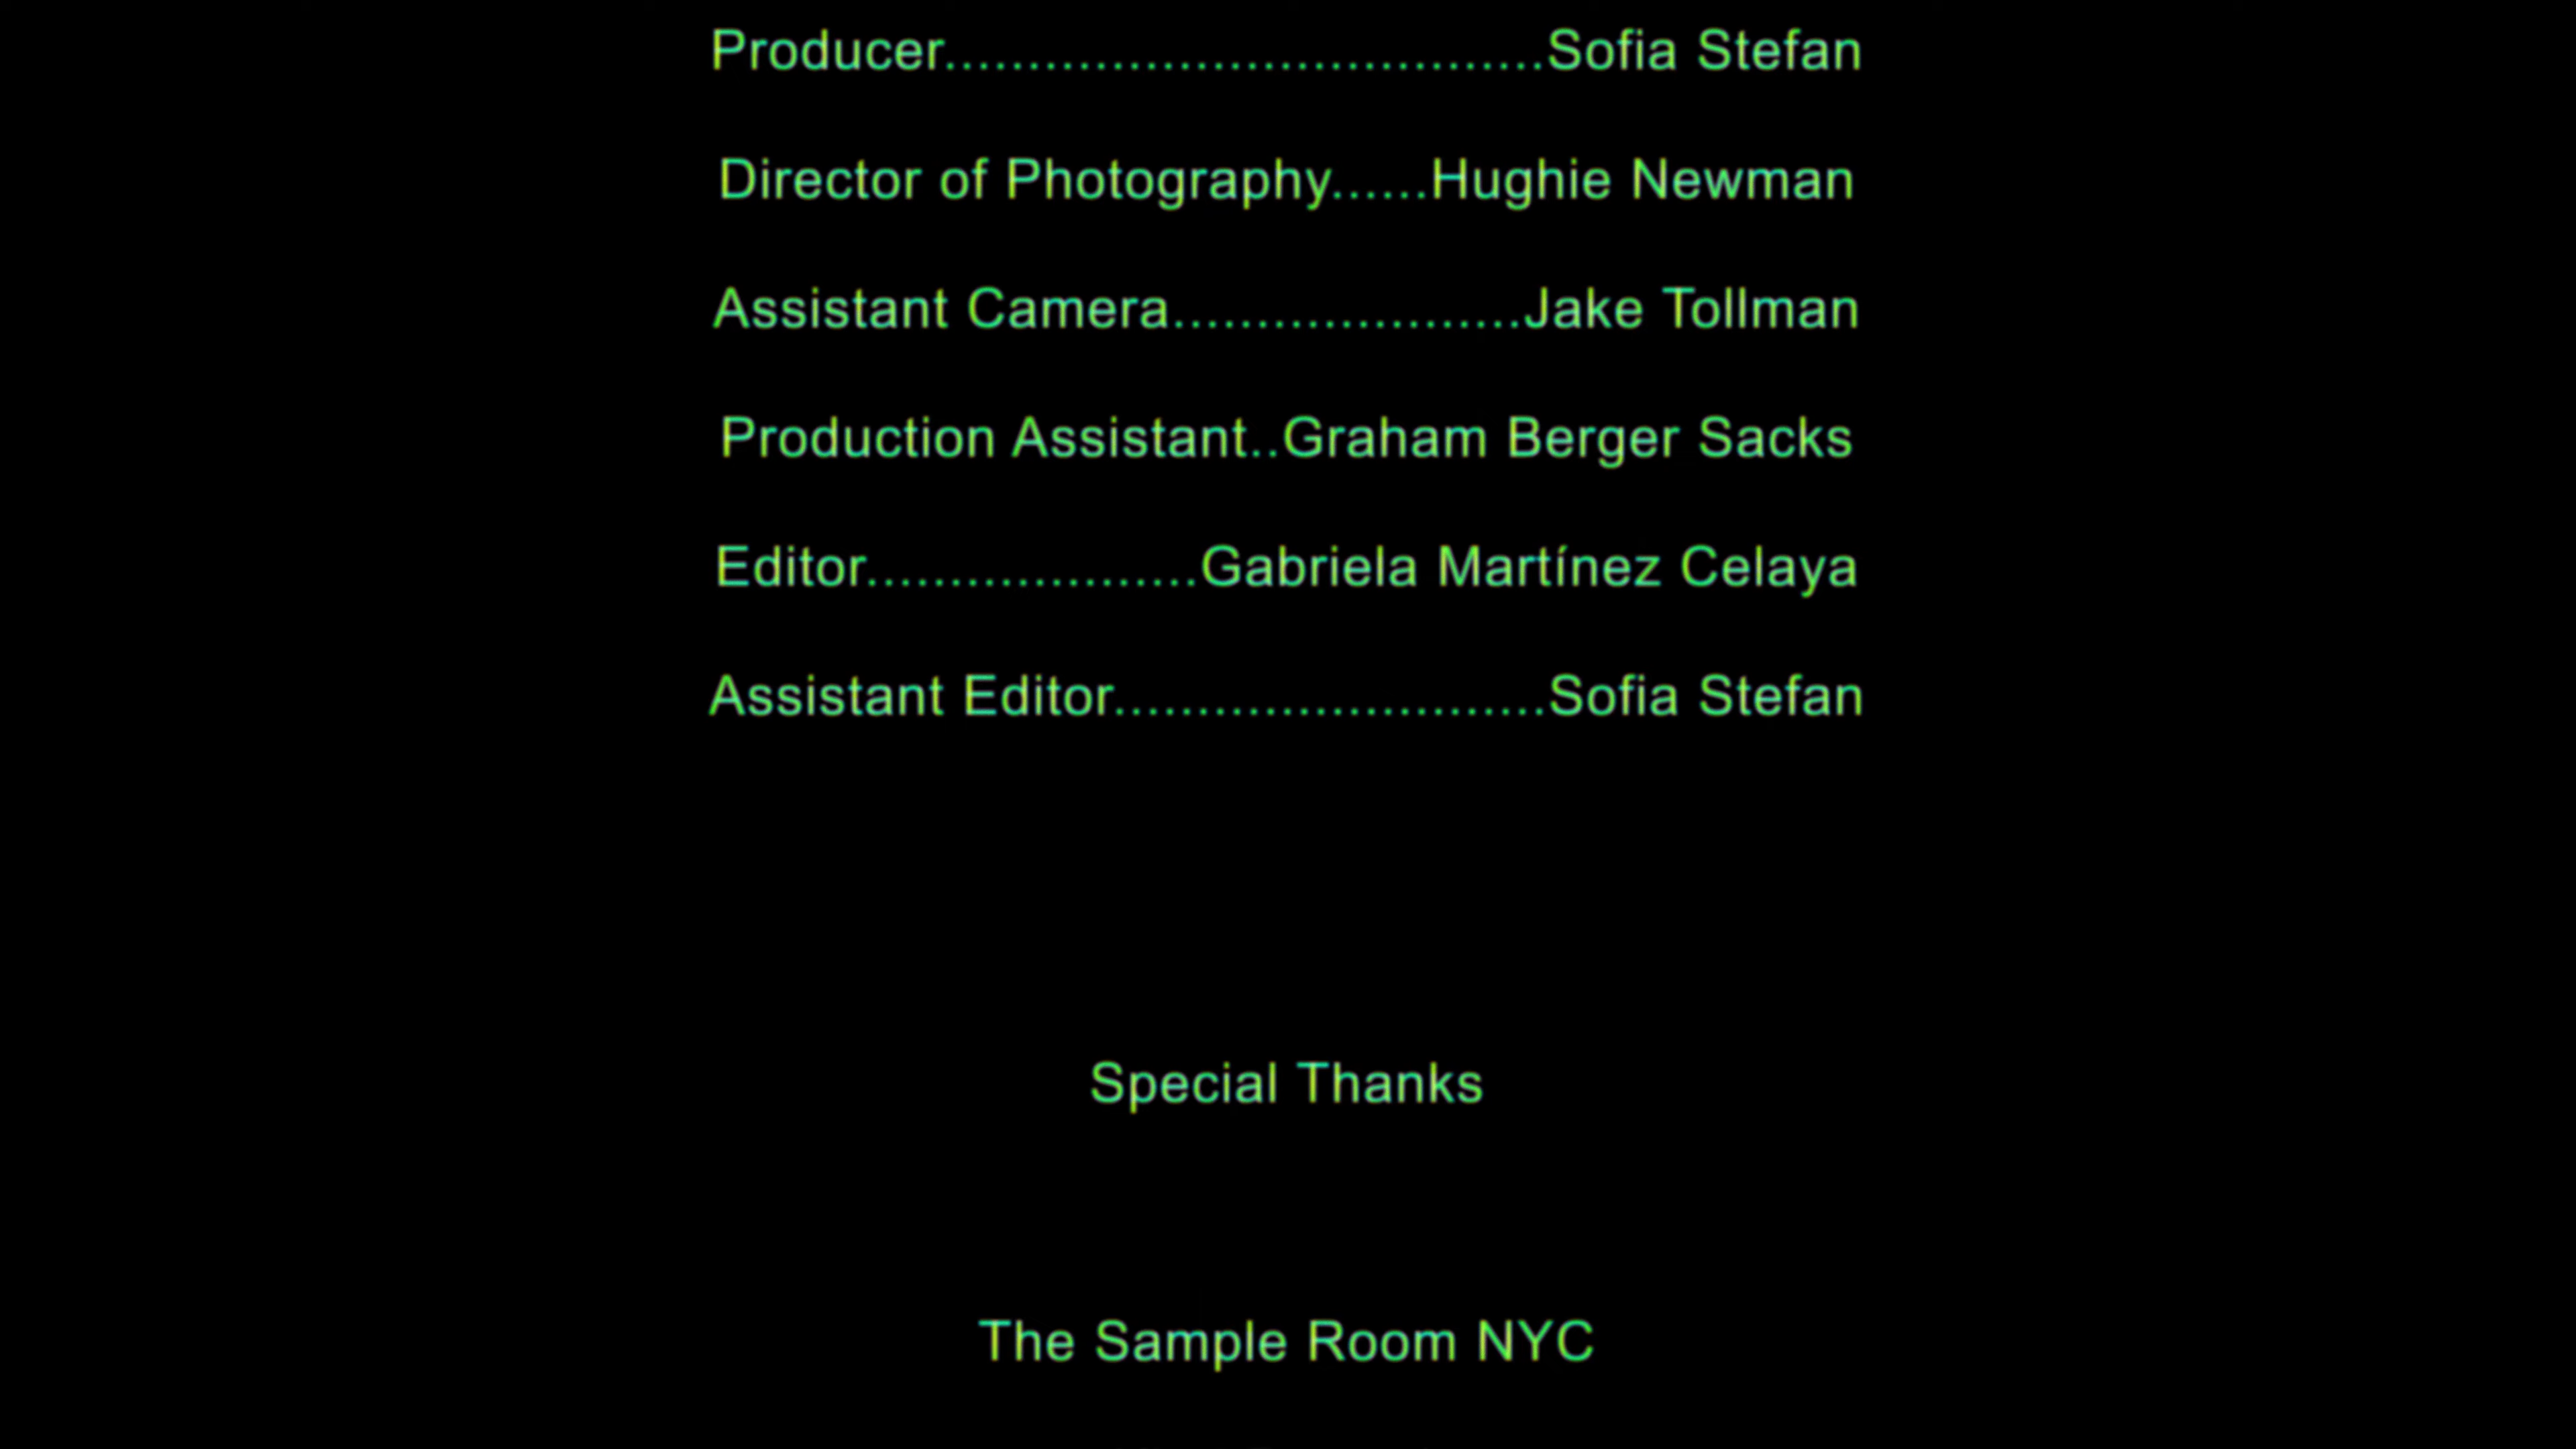 Producer....................................Sofia Stefan
Director of Photography......Hughie Newman
Assistant Camera.....................Jake Tollman
Production Assistant..Graham Berger Sacks
Editor....................Gabriela Martínez Celaya
Assistant Editor..........................Sofia Stefan
Special Thanks
The Sample Room NYC